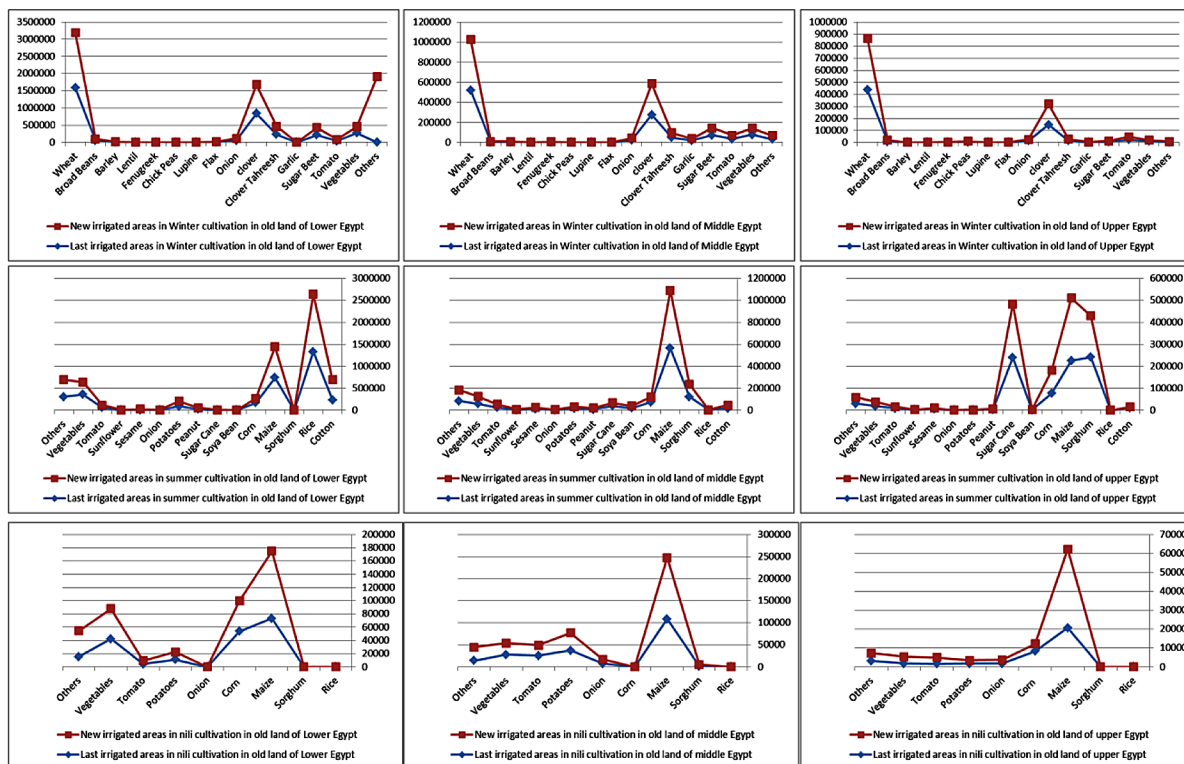 3500000
3000000
2500000
2000000
1500000
1000000
500000
0
Wheat
Broad Beans
Barley
Lentil
Fenugreek
Chick Peas
Lupine
Flax
Onion
clover
Clover Tahresh
Garlic
Sugar Beet
Tomato
Vegetables
Others
New irrigated areas in Winter cultivation in old land of Lower Egypt
Last irrigated areas in Winter cultivation in old land of Lower Egypt
1200000
1000000
800000
600000
400000
200000
0
Wheat
Broad Beans
Barley
Lentil
Fenugreek
Chick Peas
Lupine
Flax
Onion
clover
Clover Tahresh
Garlic
Sugar Beet
Tomato
Vegetables
Others
New irrigated areas in Winter cultivation in old land of Middle Egypt
Last irrigated areas in Winter cultivation in old land of Middle Egypt
1000000
900000
800000
700000
600000
500000
400000
300000
200000
100000
0
Wheat
Broad Beans
Barley
Lentil
Fenugreek
Chick Peas
Lupine
Flax
Onion
clover
Clover Tahresh
Garlic
Sugar Beet
Tomato
Vegetables
Others
New irrigated areas in Winter cultivation in old land of Upper Egypt
Last irrigated areas in Winter cultivation in old land of Upper Egypt
3000000
2500000
2000000
1500000
1000000
500000
0
Others
Vegetables
Tomato
Sunflower
Sesame
Onion
Potatoes
Peanut
Sugar Cane
Soya Bean
Corn
Maize
Sorghum
Rice
Cotton
New irrigated areas in summer cultivation in old land of Lower Egypt
Last irrigated areas in summer cultivation in old land of Lower Egypt
1200000
1000000
800000
600000
400000
200000
0
Others
Vegetables
Tomato
Sunflower
Sesame
Onion
Potatoes
Peanut
Sugar Cane
Soya Bean
Corn
Maize
Sorghum
Rice
Cotton
New irrigated areas in summer cultivation in old land of middle Egypt
Last irrigated areas in summer cultivation in old land of middle Egypt
600000
500000
400000
300000
200000
100000
0
Others
Vegetables
Tomato
Sunflower
Sesame
Onion
Potatoes
Peanut
Sugar Cane
Soya Bean
Corn
Maize
Sorghum
Rice
Cotton
New irrigated areas in summer cultivation in old land of upper Egypt
Last irrigated areas in summer cultivation in old land of upper Egypt
200000
180000
160000
140000
120000
100000
80000
60000
40000
20000
0
Others
Vegetables
Tomato
Potatoes
Onion
Corn
Maize
Sorghum
Rice
New irrigated areas in nili cultivation in old land of Lower Egypt
Last irrigated areas in nili cultivation in old land of Lower Egypt
300000
250000
200000
150000
100000
50000
0
Others
Vegetables
Tomato
Potatoes
Onion
Corn
Maize
Sorghum
Rice
New irrigated areas in nili cultivation in old land of middle Egypt
Last irrigated areas in nili cultivation in old land of middle Egypt
70000
60000
50000
40000
30000
20000
10000
0
Others
Vegetables
Tomato
Potatoes
Onion
Corn
Maize
Sorghum
Rice
New irrigated areas in nili cultivation in old land of upper Egypt
Last irrigated areas in nili cultivation in old land of upper Egypt